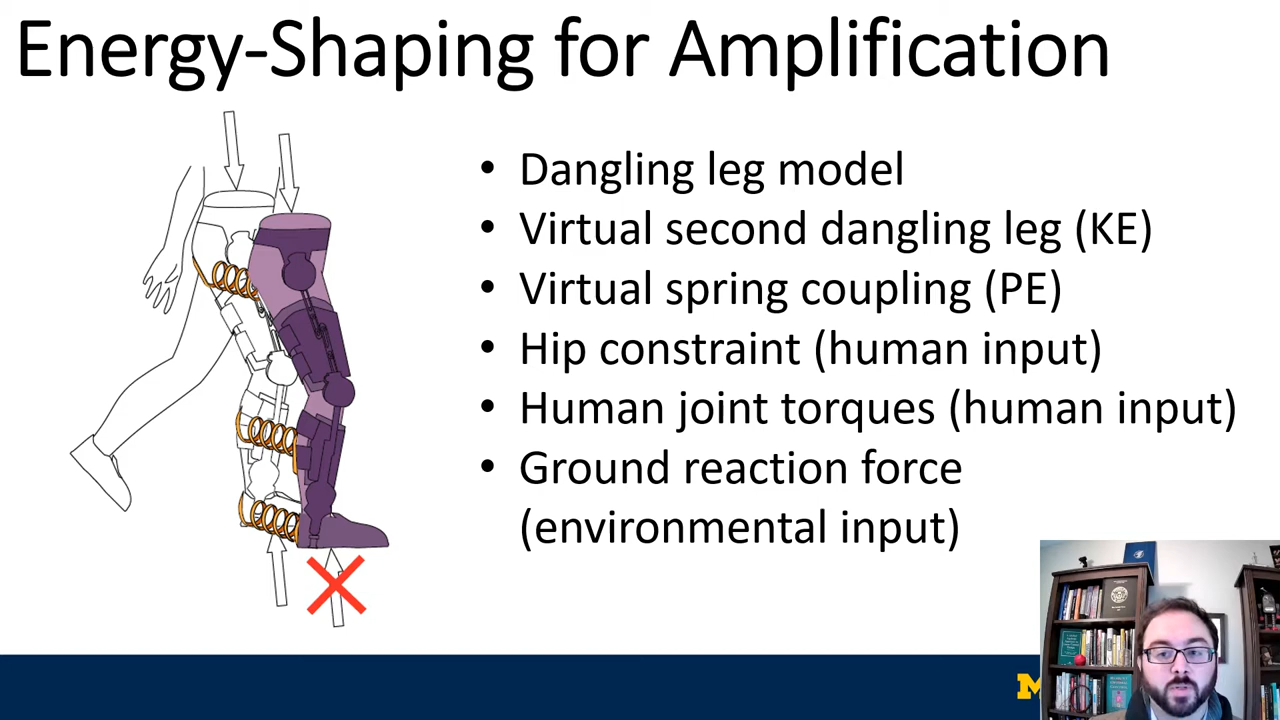 Energy-Shaping for Amplification
• Dangling leg model
• Virtual second dangling leg (KE)
• Virtual spring coupling (PE)
• Hip constraint (human input)
• Human joint torques (human input)
• Ground reaction force
(environmental input)
M